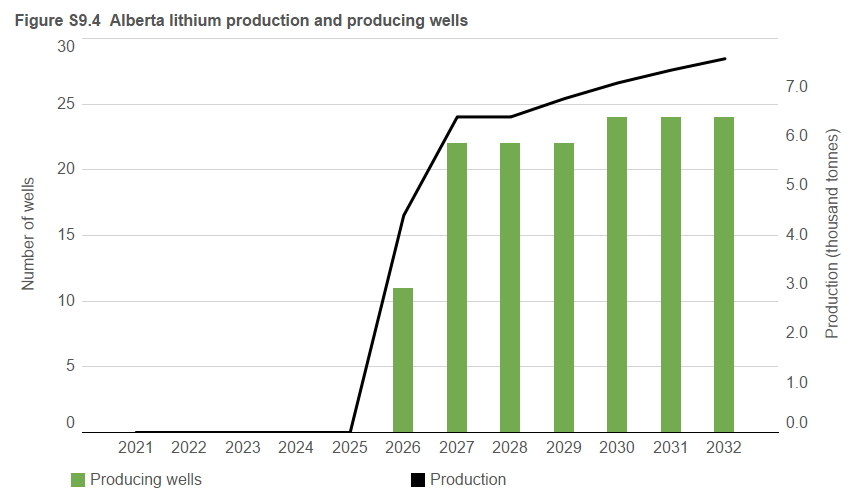 Figure S9.4 Alberta lithium production and producing wells
30
25
20
15
10
5
0
Number of wells
7.0
6.0
5.0
4.0
3.0
2.0
1.0
0.0
Production (thousand tonnes)
2021 2022 2023 2024 2025 2026 2027 2028 2029 2030 2031 2032
Producing wells
Production